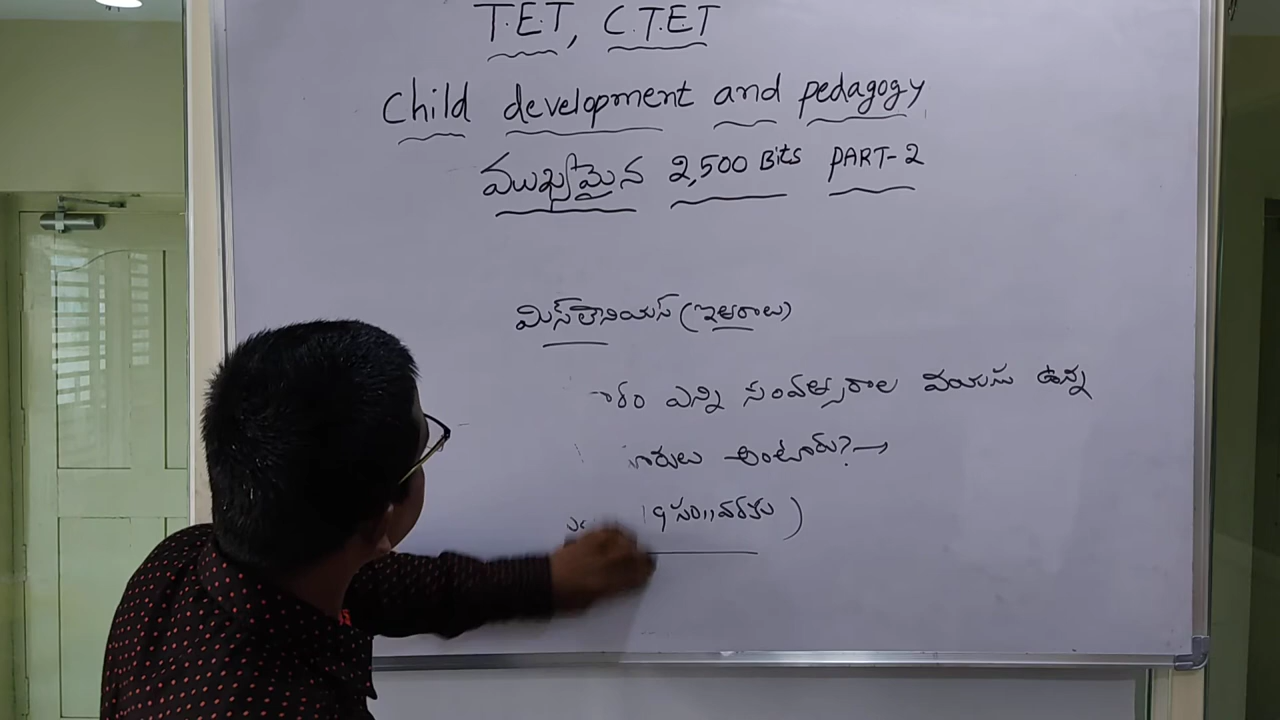 T.E.T, C.T.E.T
Child development and pedagogy
ముఖ్యమైన 2,500 Bits PART-2
మిస్‌లెనియస్ (ఇతరాలు)
ఎన్ని సంవత్సరాల వయసు ఉన్న
అంటారు? →
19 సం,, వరకు )